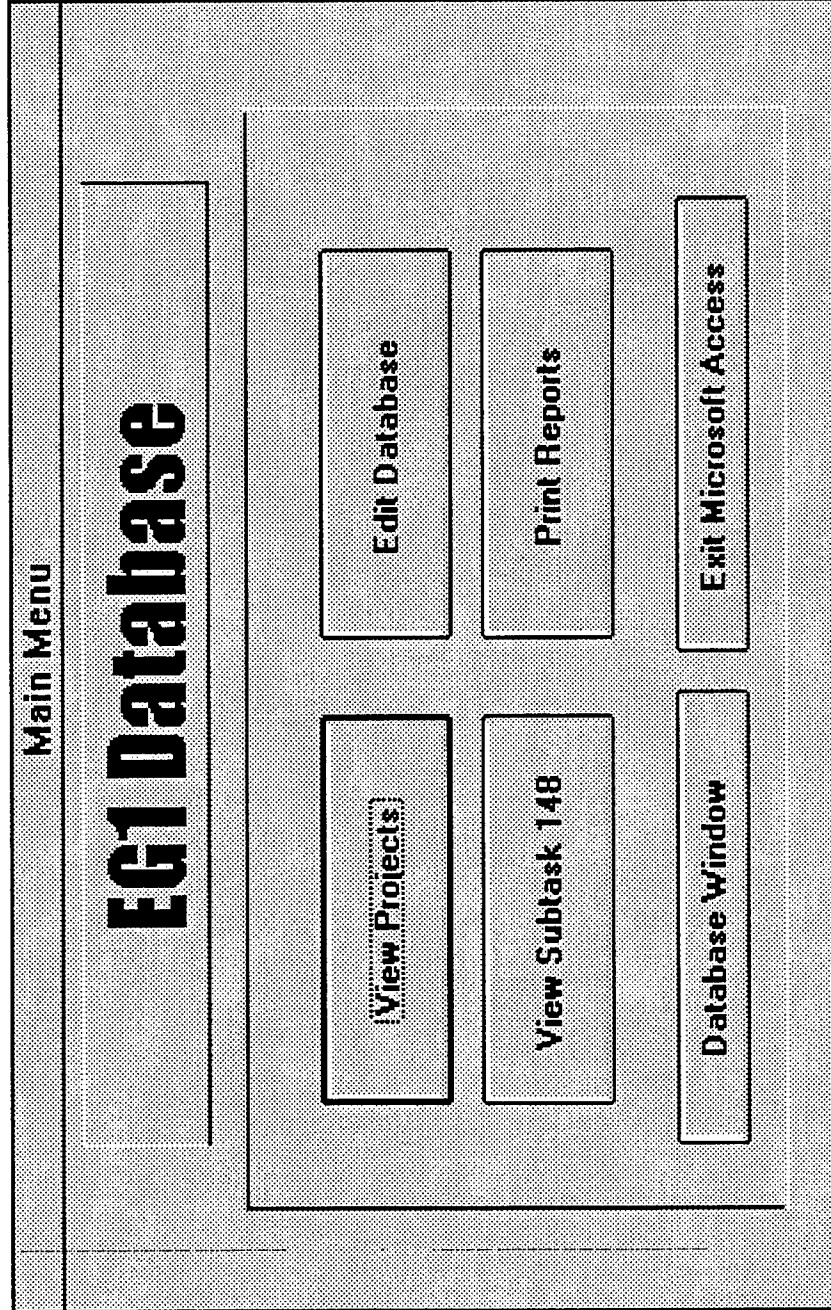 Main Menu
EG1 Database
View Projects
Edit Database
View Subtask 148
Print Reports
Database Window
Exit Microsoft Access